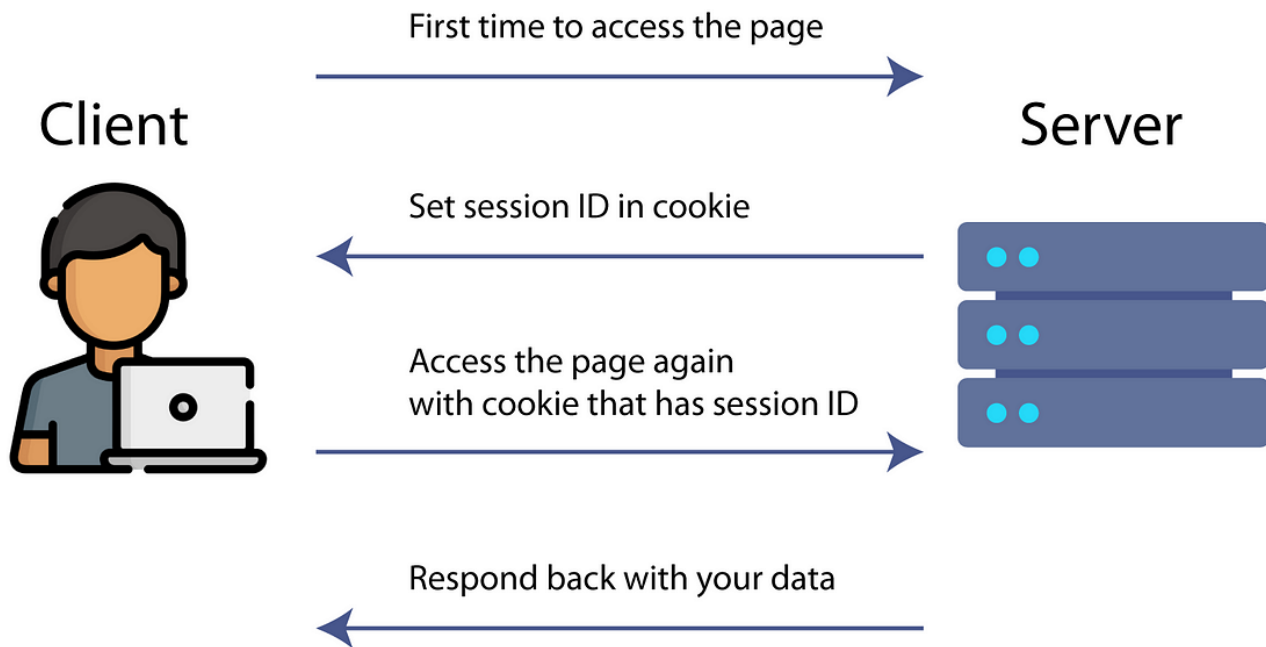 First time to access the page
Client
Server
Set session ID in cookie
Access the page again
with cookie that has session ID
Respond back with your data